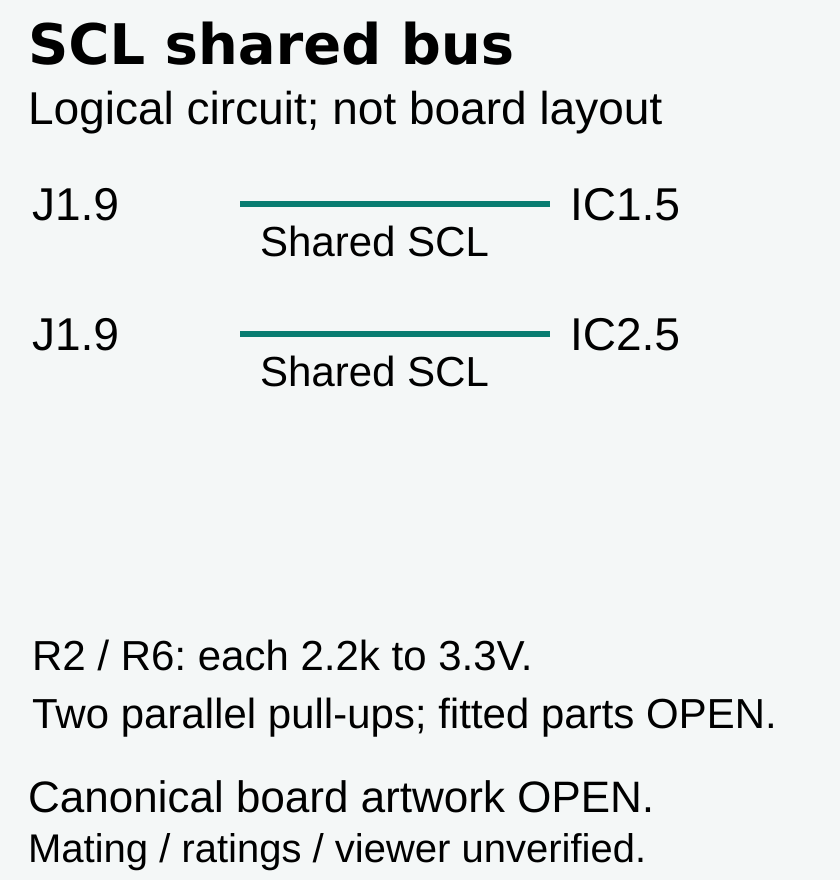 SCL shared bus
Logical circuit; not board layout
J1.9 IC1.5
Shared SCL
J1.9 IC2.5
Shared SCL
R2 / R6: each 2.2k to 3.3V.
Two parallel pull-ups; fitted parts OPEN.
Canonical board artwork OPEN.
Mating / ratings / viewer unverified.